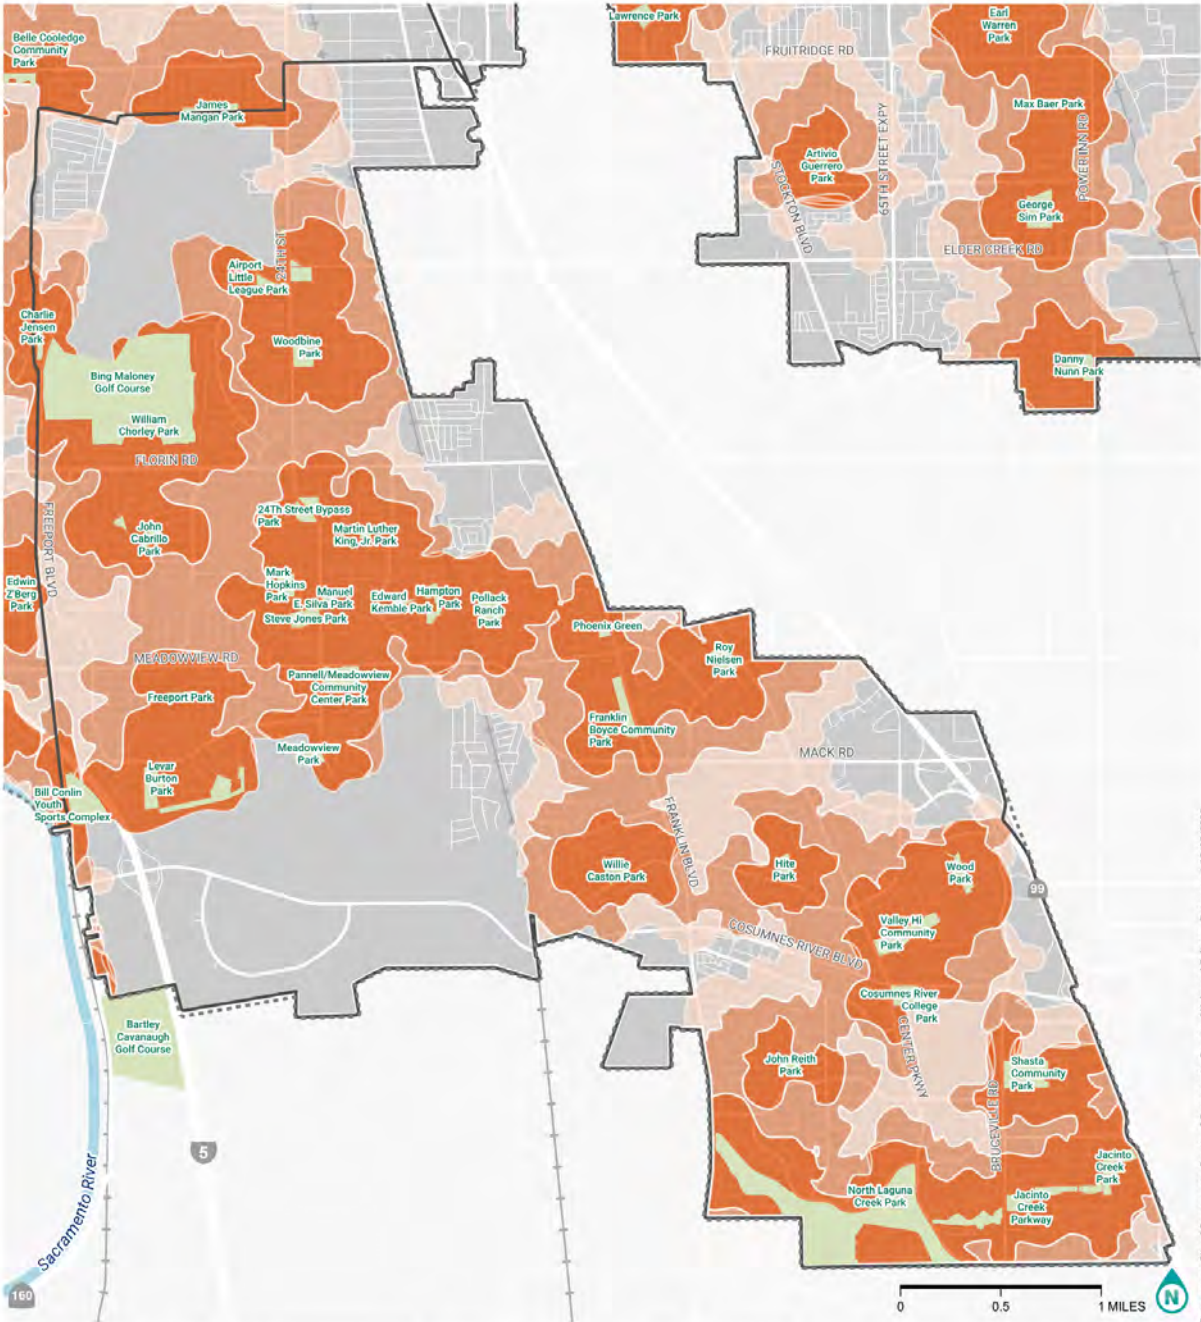 Belle Cooledge
Community
Park
James
Mangan Park
Lawrence Park
FRUITRIDGE RD
Earl
Warren
Park
Max Baer Park
65TH STREET EXPY
POWER INN RD
Artivio
Guerrero
Park
STOCKTON BLVD
George
Sim Park
ELDER CREEK RD
Danny
Nunn Park
24TH ST
Airport
Little
League Park
Charlie
Jensen
Park
Woodbine
Park
Bing Maloney
Golf Course
William
Chorley Park
FLORIN RD
FREEPORT BLVD
John
Cabrillo
Park
24Th Street Bypass
Park
Martin Luther
King, Jr. Park
Edwin
Z'Berg
Park
Mark
Hopkins
Park
Manuel
E. Silva Park
Steve Jones Park
Edward
Kemble Park
Hampton
Park
Pollack
Ranch
Park
Phoenix Green
Roy
Nielsen
Park
MEADOWVIEW RD
Freeport Park
Pannell/Meadowview
Community
Center Park
Franklin
Boyce Community
Park
Meadowview
Park
MACK RD
Levar
Burton
Park
Bill Conlin
Youth
Sports Complex
FRANKLIN BLVD
Willie
Caston Park
Hite
Park
Wood
Park
99
Valley Hi
Community
Park
COSUMNES RIVER BLVD
Cosumnes River
College
Park
CENTER PKWY
Bartley
Cavanaugh
Golf Course
John Reith
Park
Shasta
Community
Park
BRUCEVILLE RD
5
Sacramento River
160
North Laguna
Creek Park
Jacinto
Creek
Park
Jacinto
Creek
Parkway
0 0.5 1 MILES
N